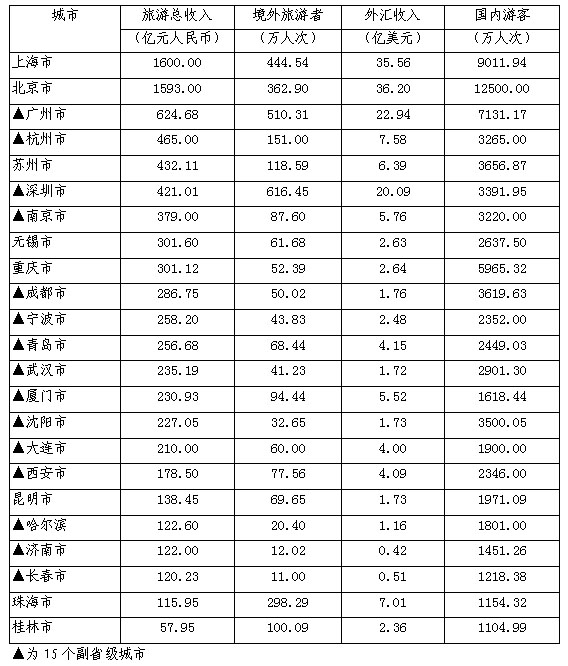 城市 旅游总收入 境外旅游者 外汇收入 国内游客
（亿元人民币） （万人次） （亿美元） （万人次）
上海市 1600.00 444.54 35.56 9011.94
北京市 1593.00 362.90 36.20 12500.00
▲广州市 624.68 510.31 22.94 7131.17
▲杭州市 465.00 151.00 7.58 3265.00
苏州市 432.11 118.59 6.39 3656.87
▲深圳市 421.01 616.45 20.09 3391.95
▲南京市 379.00 87.60 5.76 3220.00
无锡市 301.60 61.68 2.63 2637.50
重庆市 301.12 52.39 2.64 5965.32
▲成都市 286.75 50.02 1.76 3619.63
▲宁波市 258.20 43.83 2.48 2352.00
▲青岛市 256.68 68.44 4.15 2449.03
▲武汉市 235.19 41.23 1.72 2901.30
▲厦门市 230.93 94.44 5.52 1618.44
▲沈阳市 227.05 32.65 1.73 3500.05
▲大连市 210.00 60.00 4.00 1900.00
▲西安市 178.50 77.56 4.09 2346.00
昆明市 138.45 69.65 1.73 1971.09
▲哈尔滨 122.60 20.40 1.16 1801.00
▲济南市 122.00 12.02 0.42 1451.26
▲长春市 120.23 11.00 0.51 1218.38
珠海市 115.95 298.29 7.01 1154.32
桂林市 57.95 100.09 2.36 1104.99
▲为 15 个副省级城市